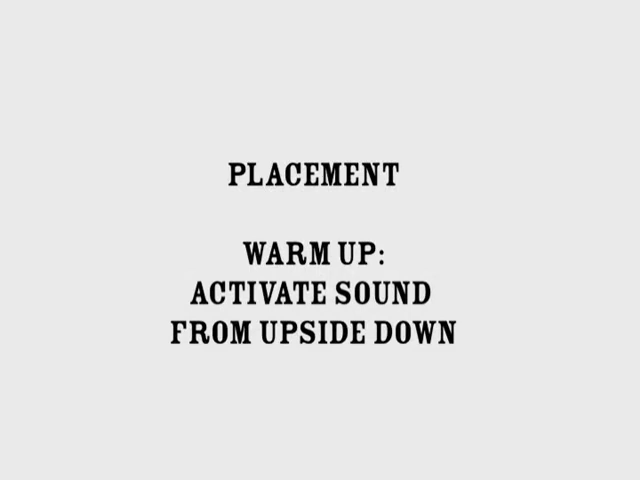 PLACEMENT
WARM UP:
ACTIVATE SOUND
FROM UPSIDE DOWN